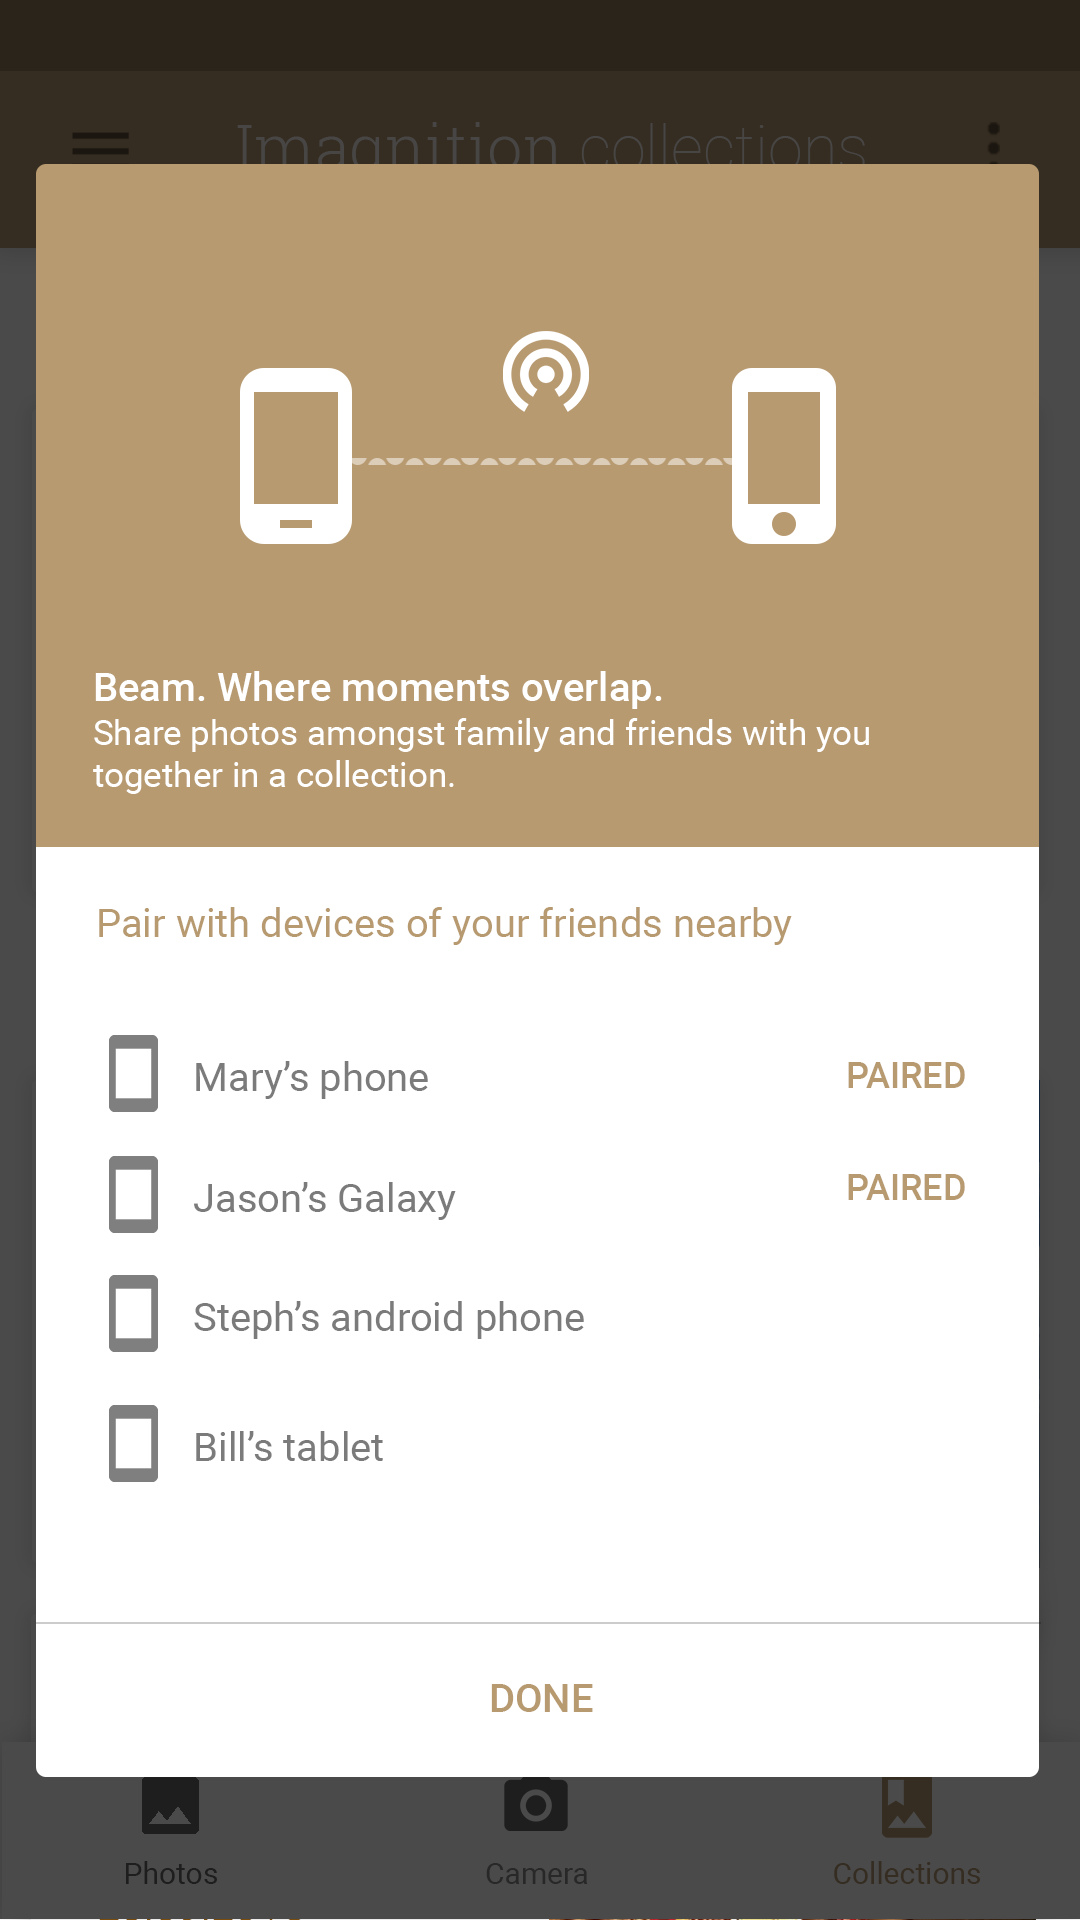 Imagnition collections
Beam. Where moments overlap.
Share photos amongst family and friends with you
together in a collection.
Pair with devices of your friends nearby
Mary’s phone PAIRED
Jason’s Galaxy PAIRED
Steph’s android phone
Bill’s tablet
DONE
Photos Camera Collections